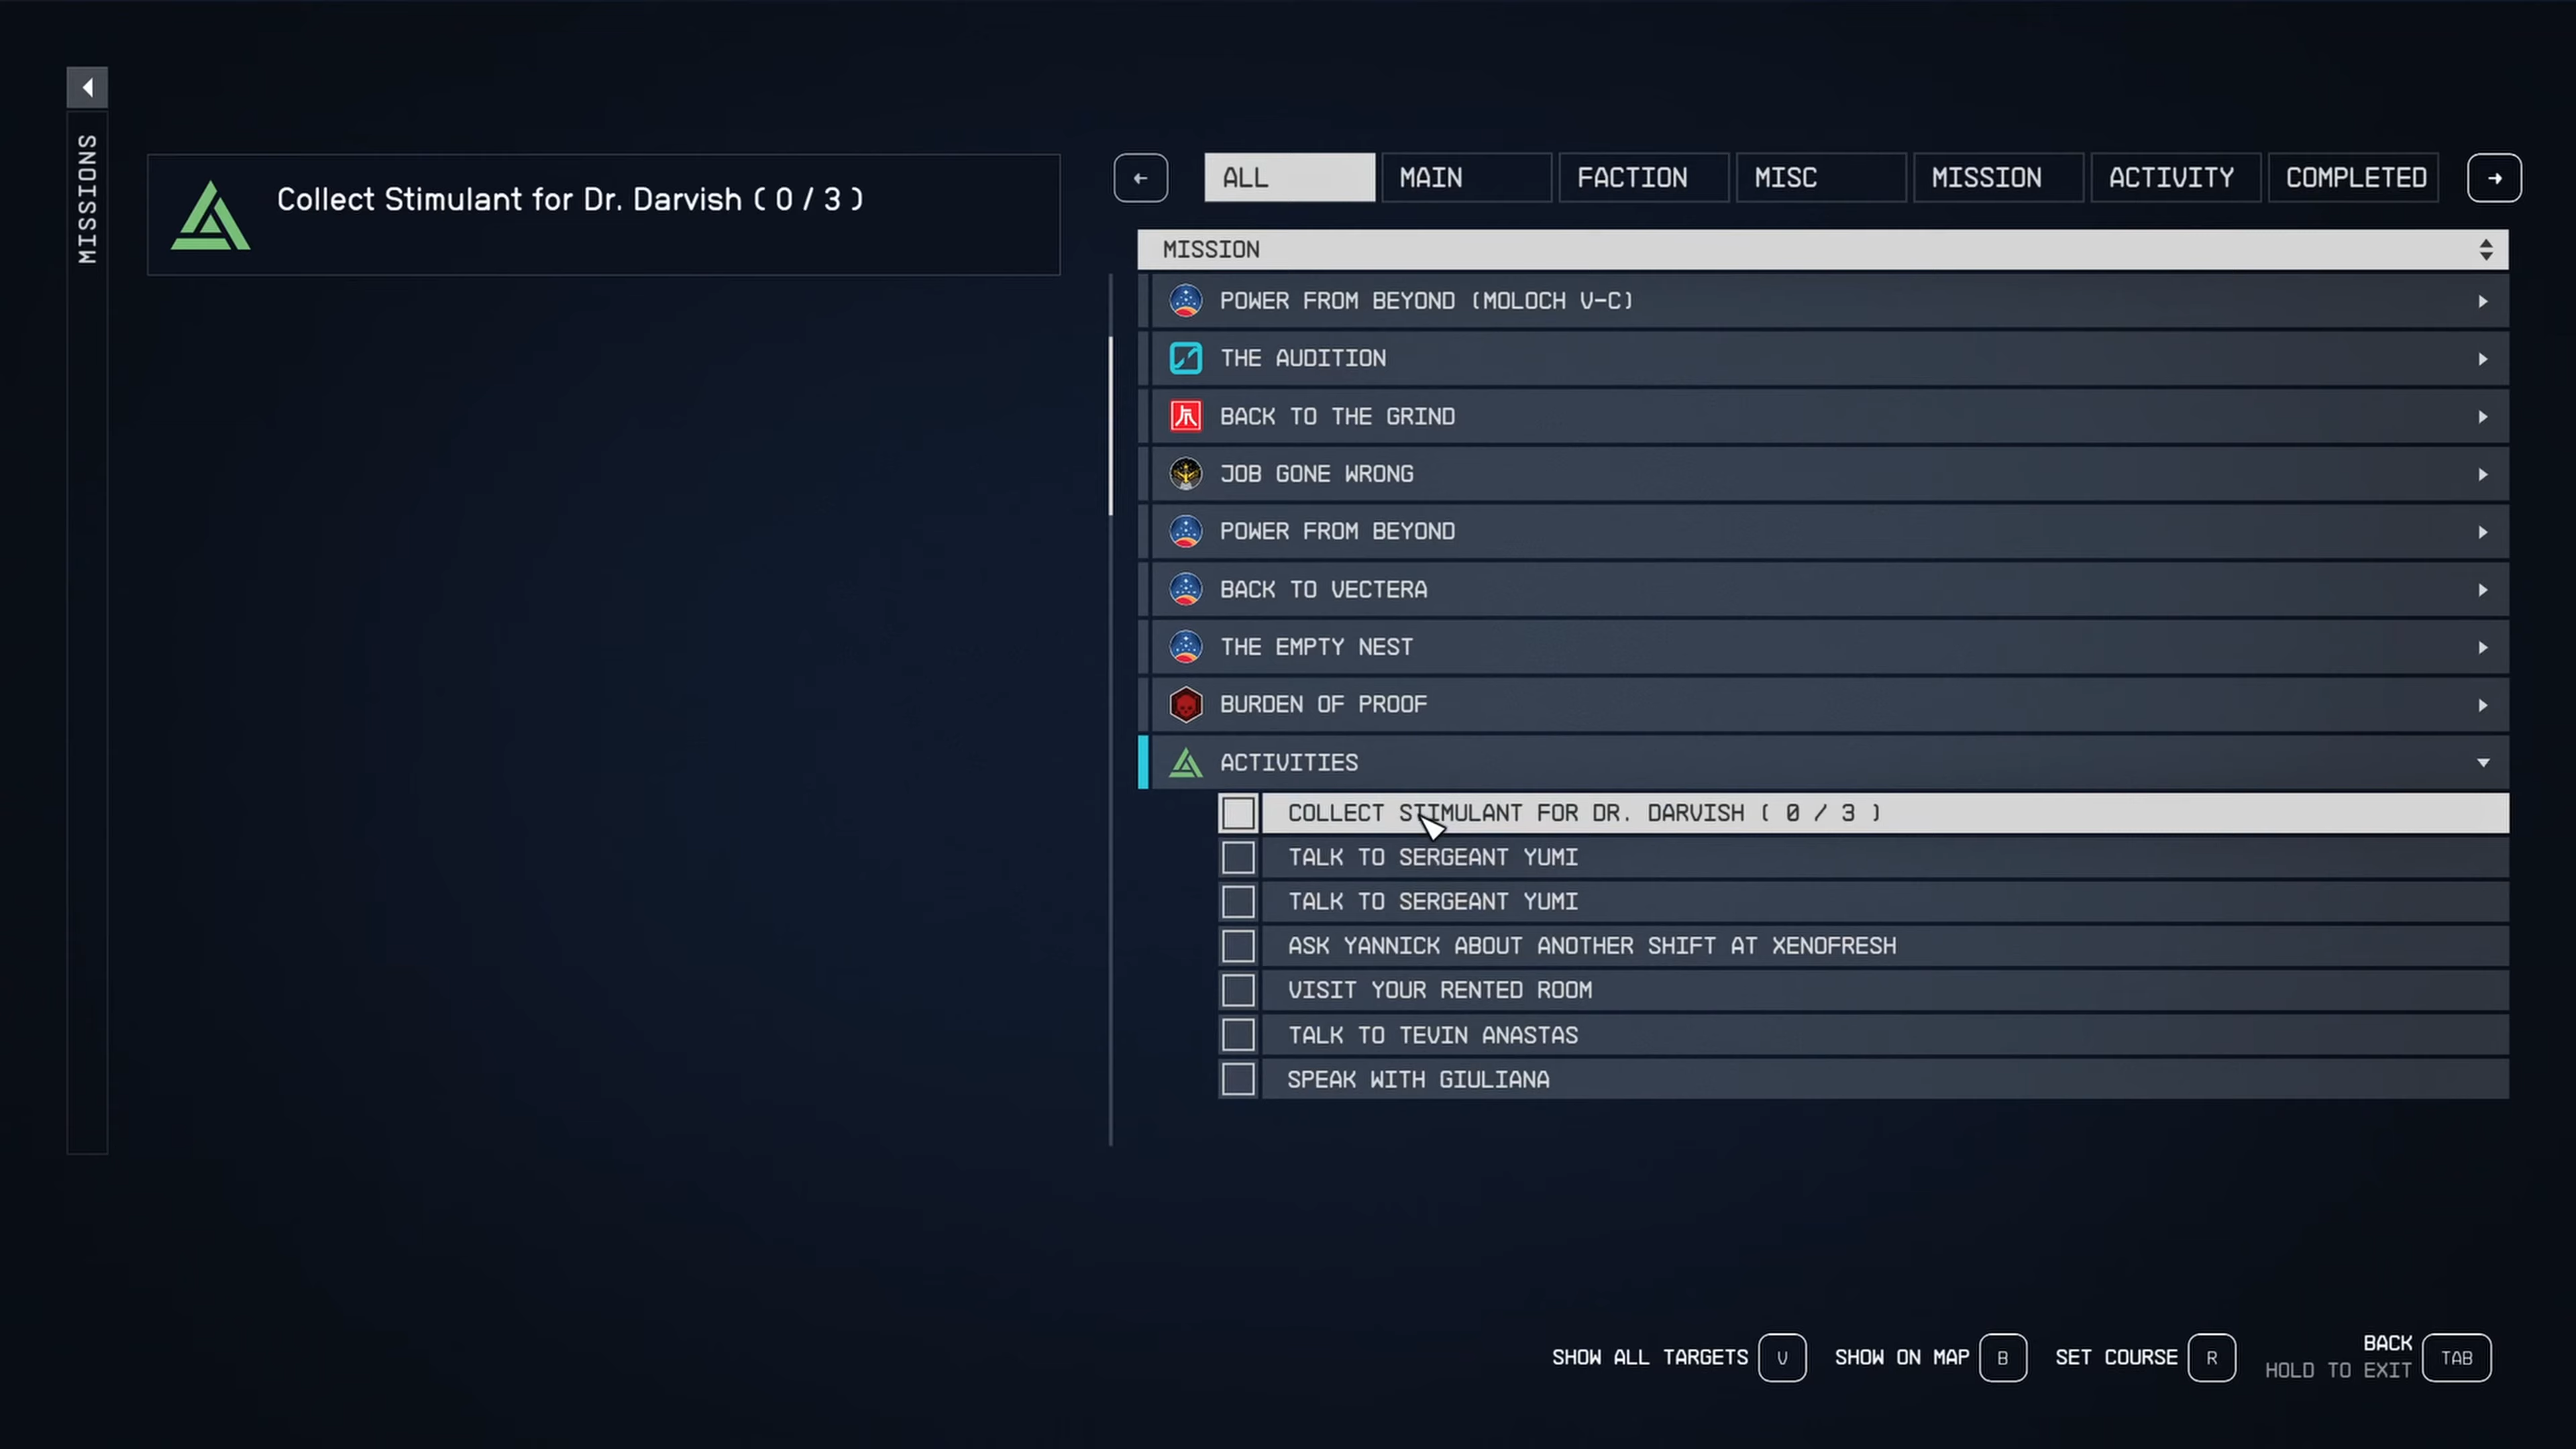 MISSIONS
Collect Stimulant for Dr. Darvish ( 0 / 3 )
ALL
MAIN
FACTION
MISC
MISSION
ACTIVITY
COMPLETED
MISSION
POWER FROM BEYOND (MOLOCH V-C)
THE AUDITION
BACK TO THE GRIND
JOB GONE WRONG
POWER FROM BEYOND
BACK TO VECTERA
THE EMPTY NEST
BURDEN OF PROOF
ACTIVITIES
COLLECT STIMULANT FOR DR. DARVISH ( 0 / 3 )
TALK TO SERGEANT YUMI
TALK TO SERGEANT YUMI
ASK YANNICK ABOUT ANOTHER SHIFT AT XENOFRESH
VISIT YOUR RENTED ROOM
TALK TO TEVIN ANASTAS
SPEAK WITH GIULIANA
SHOW ALL TARGETS V
SHOW ON MAP B
SET COURSE R
BACK
HOLD TO EXIT
TAB